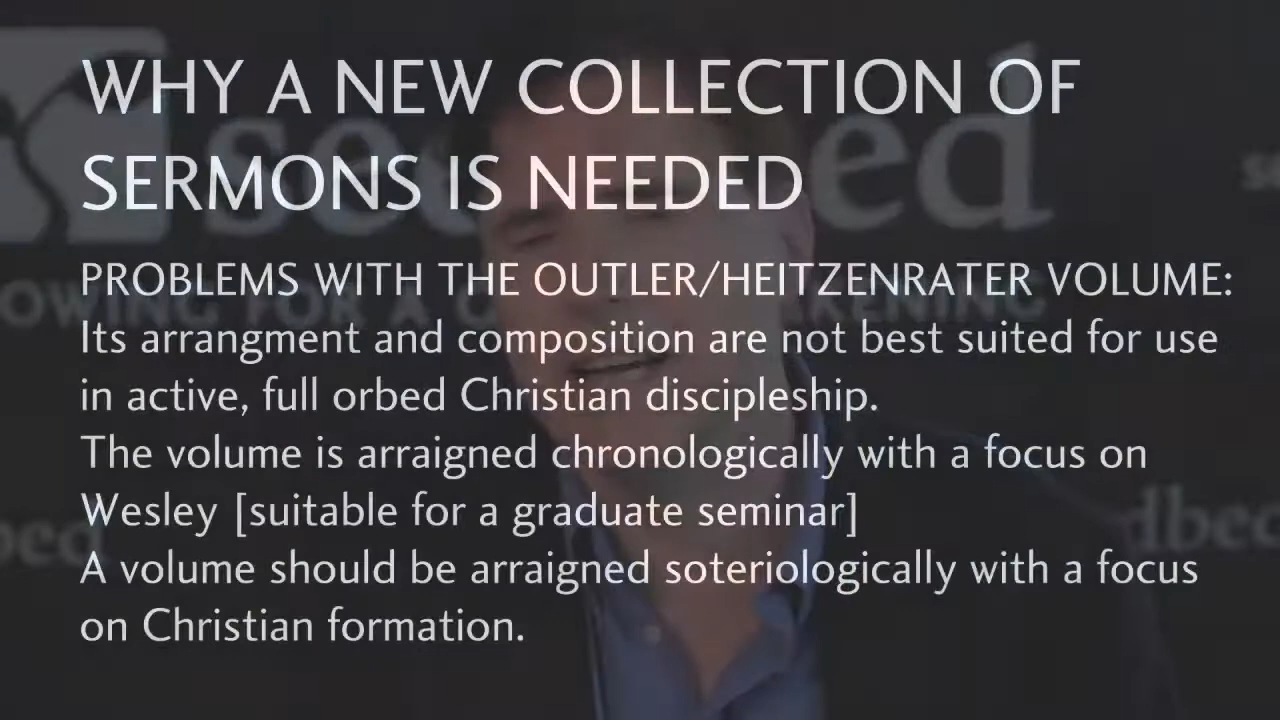 WHY A NEW COLLECTION OF
SERMONS IS NEEDED
PROBLEMS WITH THE OUTLER/HEITZENRATER VOLUME:
Its arrangment and composition are not best suited for use
in active, full orbed Christian discipleship.
The volume is arraigned chronologically with a focus on
Wesley [suitable for a graduate seminar]
A volume should be arraigned soteriologically with a focus
on Christian formation.